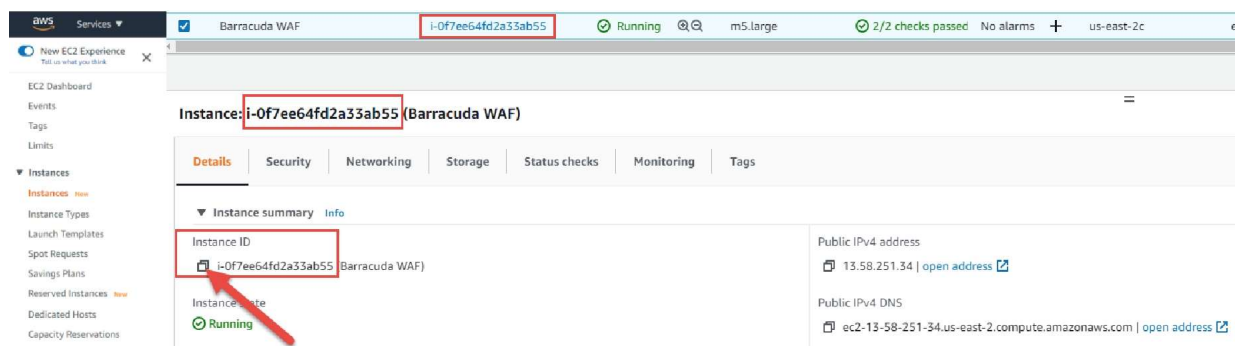 aws Services ▼
Barracuda WAF i-0f7ee64fd2a33ab55 Running m5.large 2/2 checks passed No alarms + us-east-2c
New EC2 Experience
Tell us what you think
EC2 Dashboard
Events
Tags
Limits
▼ Instances
Instances New
Instance Types
Launch Templates
Spot Requests
Savings Plans
Reserved Instances New
Dedicated Hosts
Capacity Reservations
Instance: i-0f7ee64fd2a33ab55 (Barracuda WAF)
Details Security Networking Storage Status checks Monitoring Tags
▼ Instance summary Info
Instance ID
i-0f7ee64fd2a33ab55 (Barracuda WAF)
Instance
Running
Public IPv4 address
13.58.251.34 | open address
Public IPv4 DNS
ec2-13-58-251-34.us-east-2.compute.amazonaws.com | open address